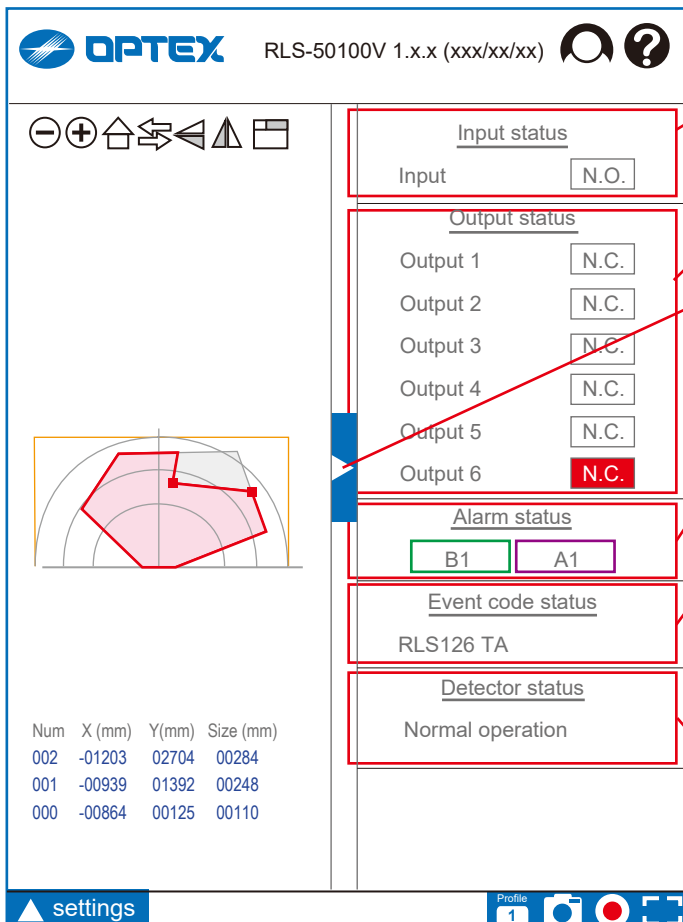 OPTEX
RLS-50100V 1.x.x (xxx/xx/xx)
?
Input status
Input N.O.
Output status
Output 1 N.C.
Output 2 N.C.
Output 3 N.C.
Output 4 N.C.
Output 5 N.C.
Output 6 N.C.
Alarm status
B1 A1
Event code status
RLS126 TA
Detector status
Normal operation
Num X (mm) Y(mm) Size (mm)
002 -01203 02704 00284
001 -00939 01392 00248
000 -00864 00125 00110
settings
Profile
1